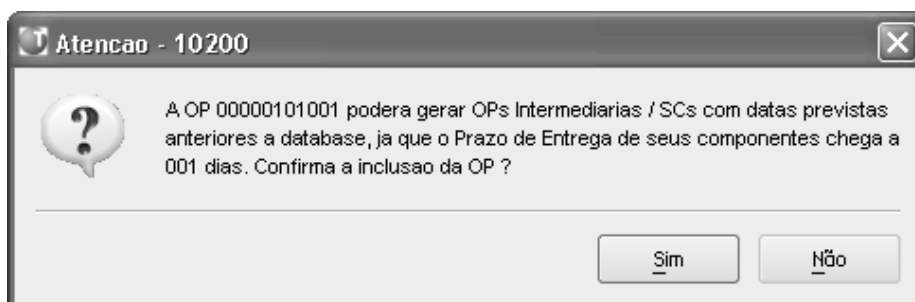 Atencao - 10200
A OP 00000101001 podera gerar OPs Intermediarias / SCs com datas previstas
anteriores a database, ja que o Prazo de Entrega de seus componentes chega a
001 dias. Confirma a inclusao da OP ?
Sim Não